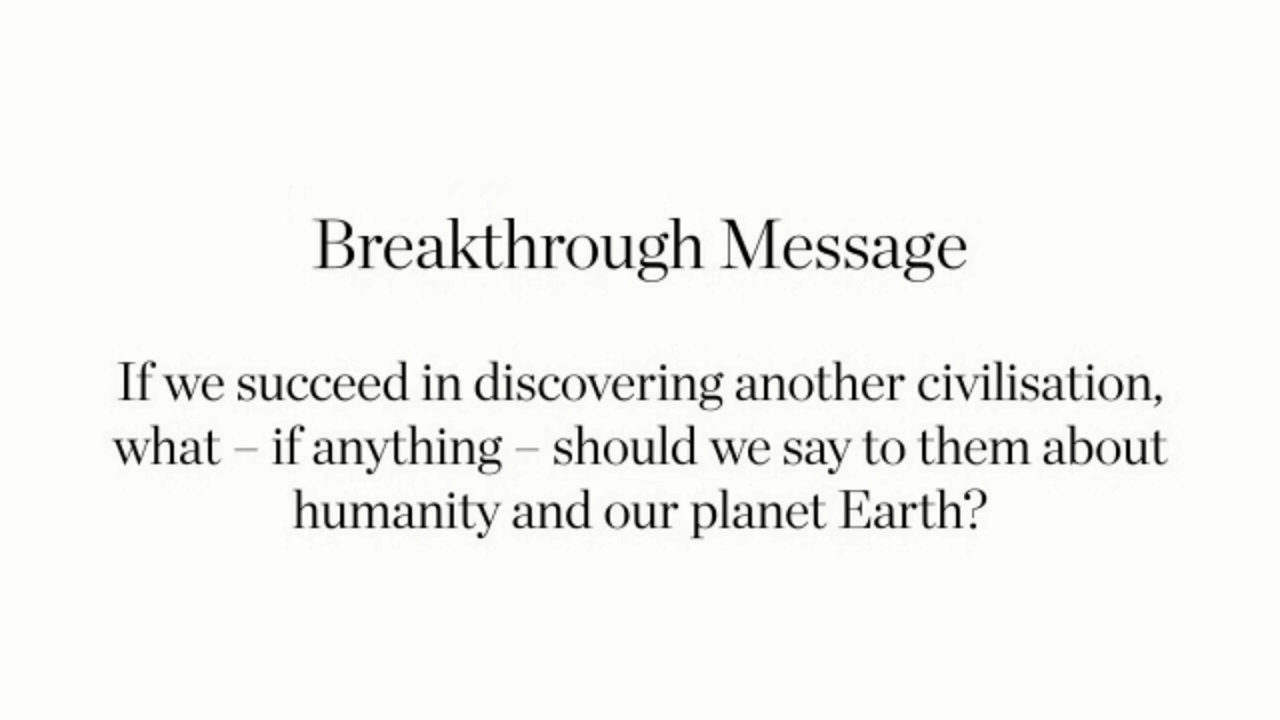 Breakthrough Message
If we succeed in discovering another civilisation,
what – if anything – should we say to them about
humanity and our planet Earth?